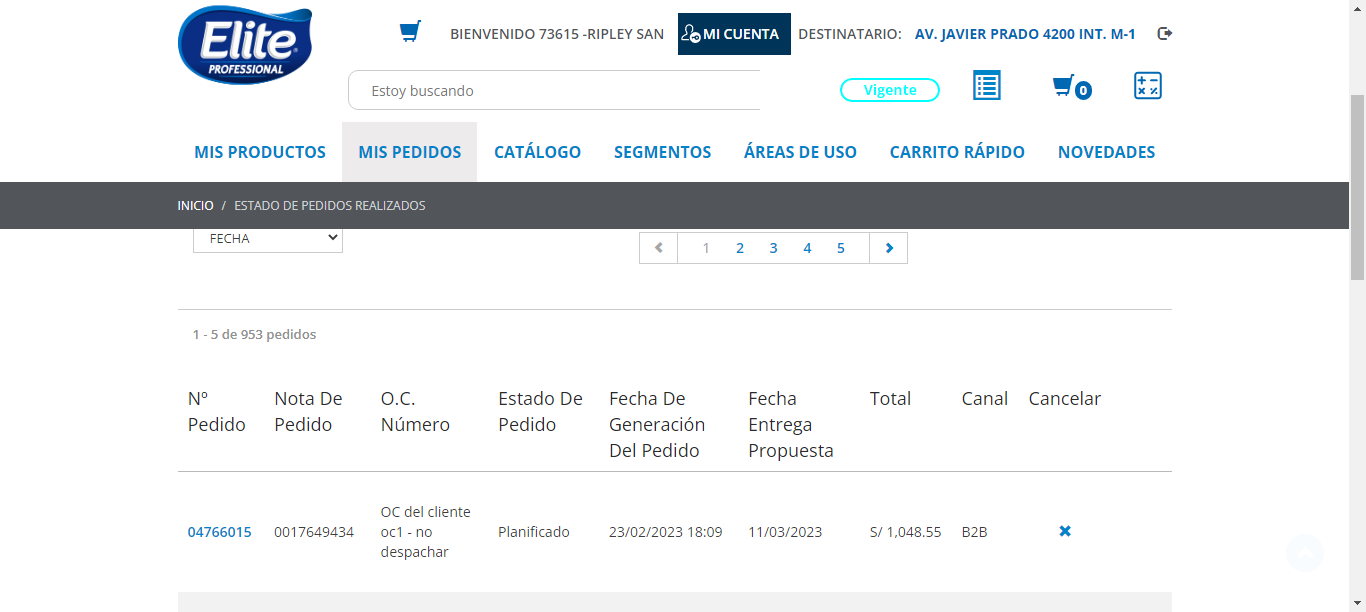 Elite
PROFESSIONAL
BIENVENIDO 73615 -RIPLEY SAN
MI CUENTA
DESTINATARIO: AV. JAVIER PRADO 4200 INT. M-1
Estoy buscando
Vigente
0
MIS PRODUCTOS MIS PEDIDOS CATÁLOGO SEGMENTOS ÁREAS DE USO CARRITO RÁPIDO NOVEDADES
INICIO / ESTADO DE PEDIDOS REALIZADOS
FECHA
1 2 3 4 5
1 - 5 de 953 pedidos
Nº Pedido
Nota De Pedido
O.C. Número
Estado De Pedido
Fecha De Generación Del Pedido
Fecha Entrega Propuesta
Total
Canal
Cancelar
04766015
0017649434
OC del cliente
oc1 - no
despachar
Planificado
23/02/2023 18:09
11/03/2023
S/ 1,048.55
B2B